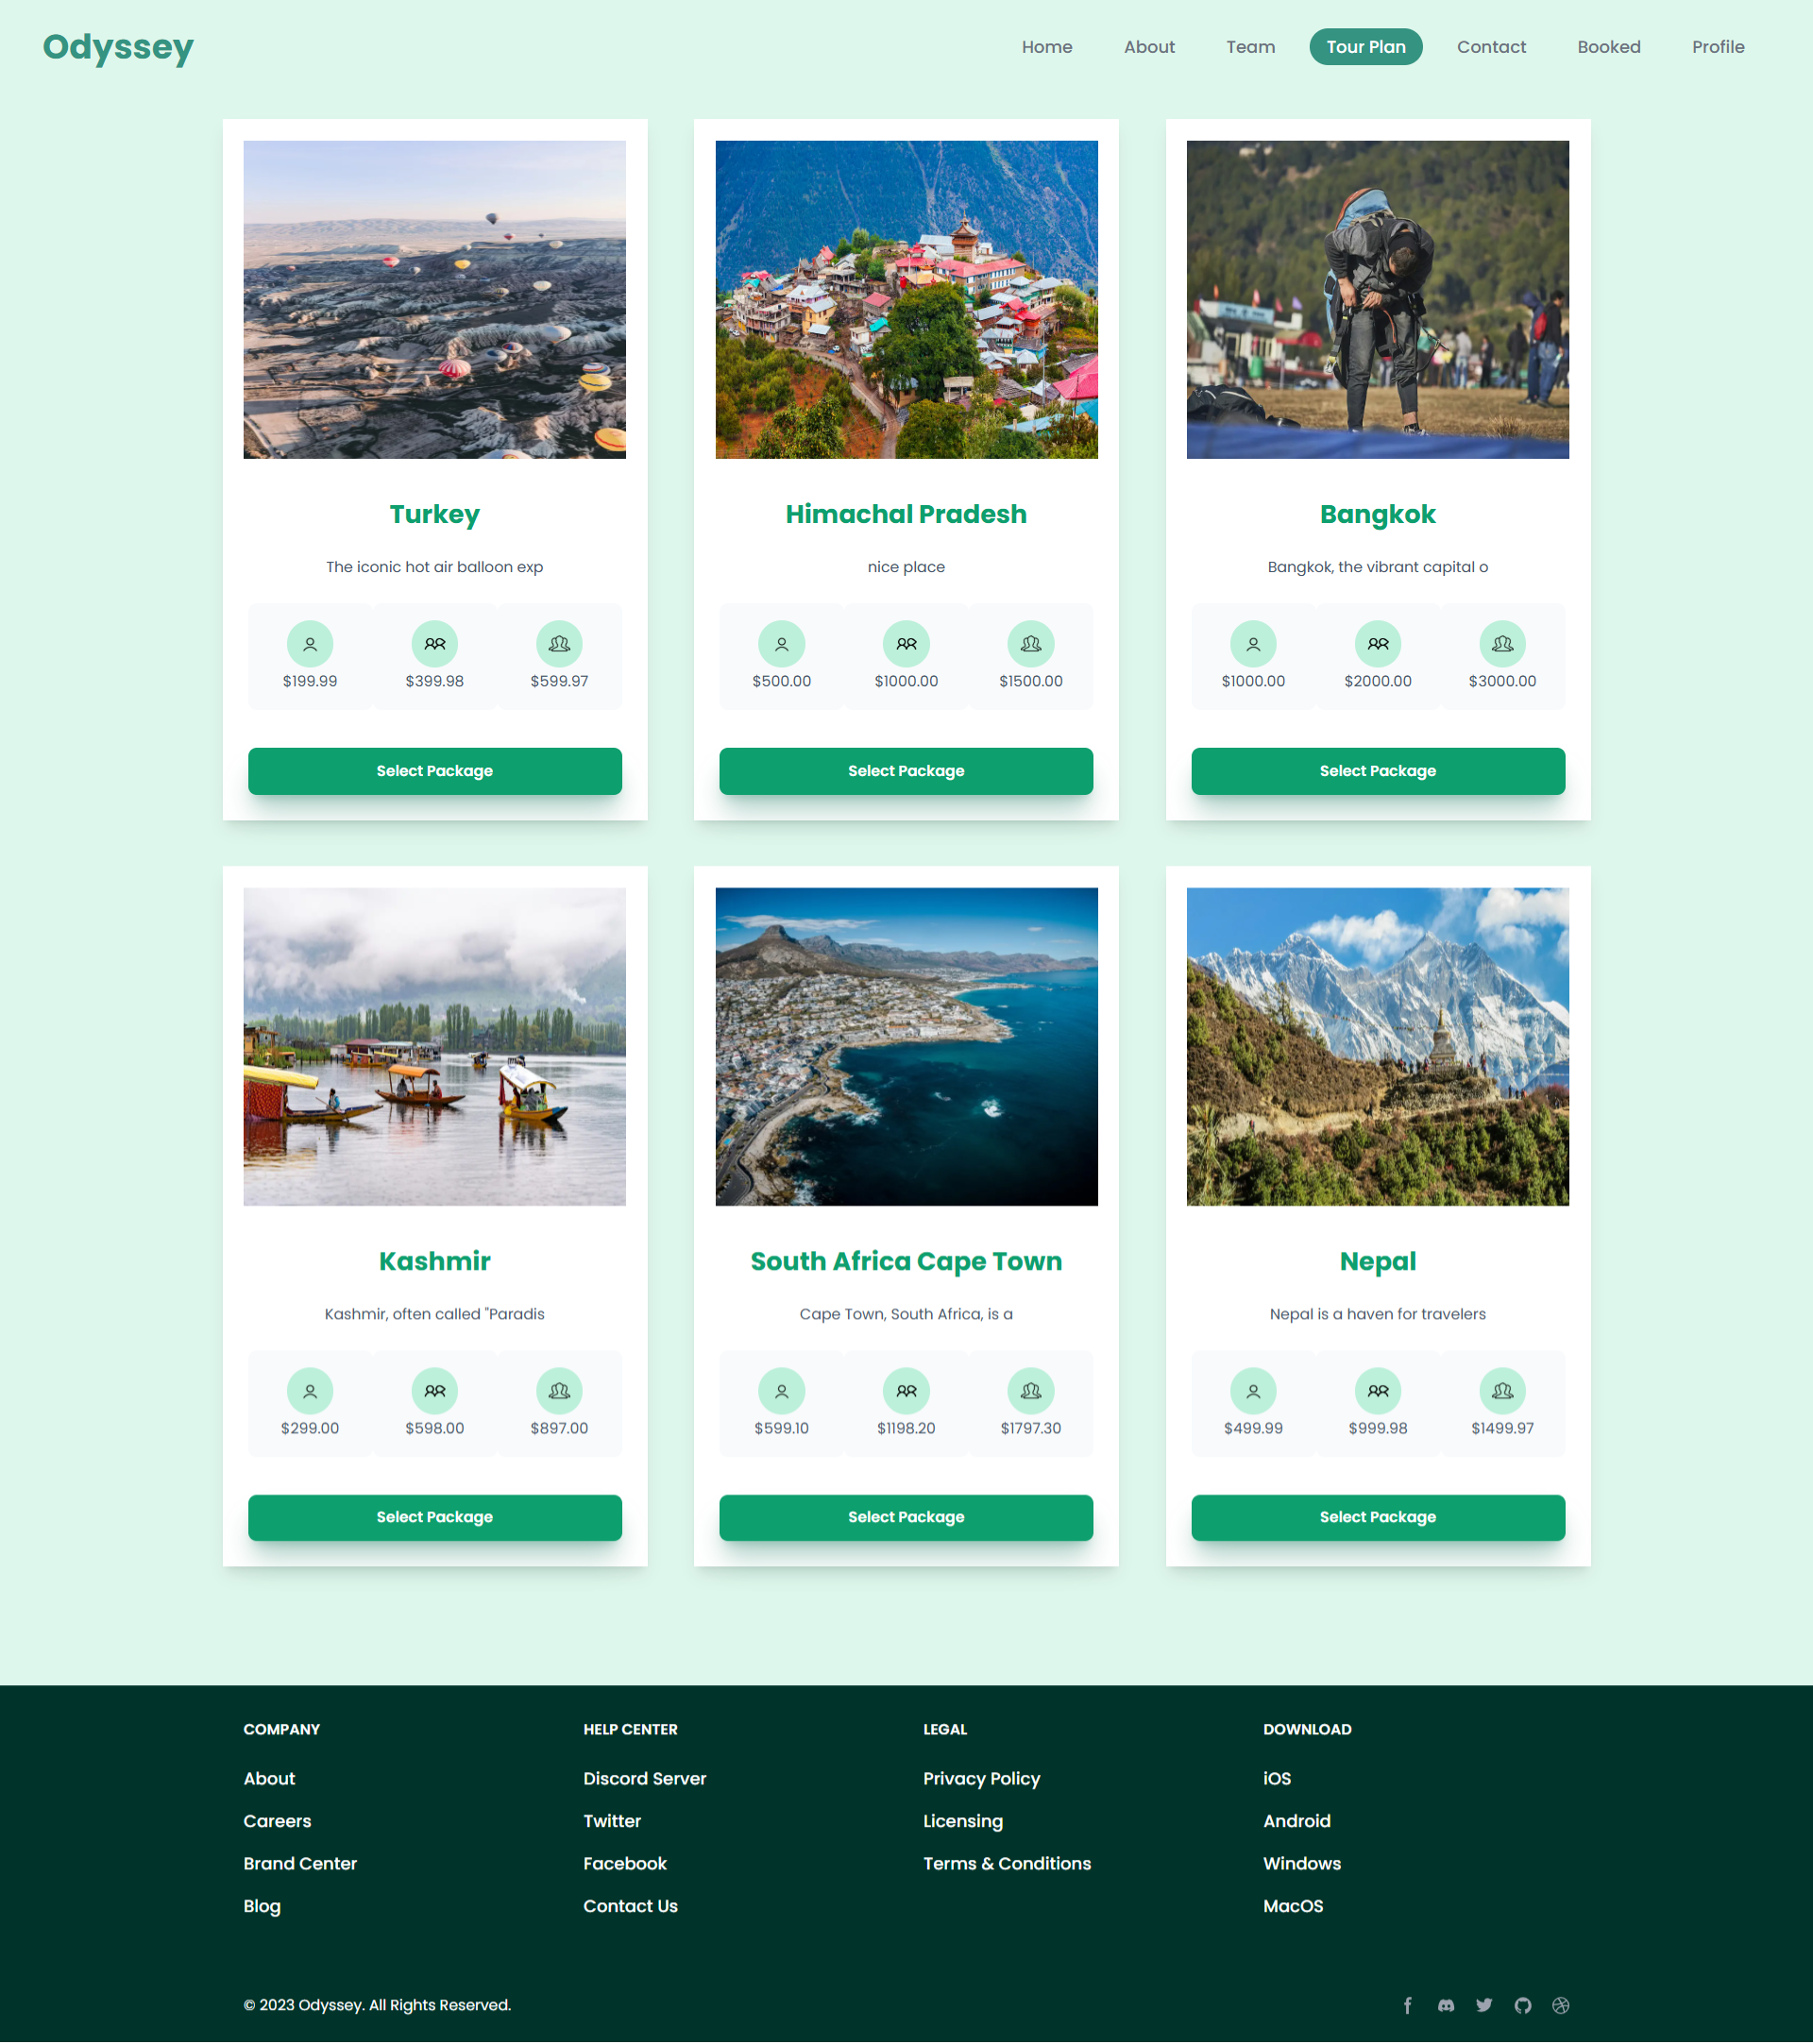 Odyssey
Home About Team Tour Plan Contact Booked Profile
Turkey
The iconic hot air balloon exp
$199.99 $399.98 $599.97
Select Package
Himachal Pradesh
nice place
$500.00 $1000.00 $1500.00
Select Package
Bangkok
Bangkok, the vibrant capital o
$1000.00 $2000.00 $3000.00
Select Package
Kashmir
Kashmir, often called "Paradis
$299.00 $598.00 $897.00
Select Package
South Africa Cape Town
Cape Town, South Africa, is a
$599.10 $1198.20 $1797.30
Select Package
Nepal
Nepal is a haven for travelers
$499.99 $999.98 $1499.97
Select Package
COMPANY
About
Careers
Brand Center
Blog
HELP CENTER
Discord Server
Twitter
Facebook
Contact Us
LEGAL
Privacy Policy
Licensing
Terms & Conditions
DOWNLOAD
iOS
Android
Windows
MacOS
© 2023 Odyssey. All Rights Reserved.